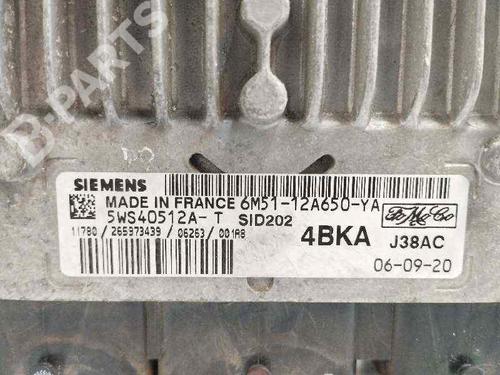 B-PARTS
SIEMENS
MADE IN FRANCE 6M51-12A650-YA
5WS40512A-T SID202
11780 / 265973439 / 06263 / 001A8
FoMoCo
4BKA J38AC
06-09-20